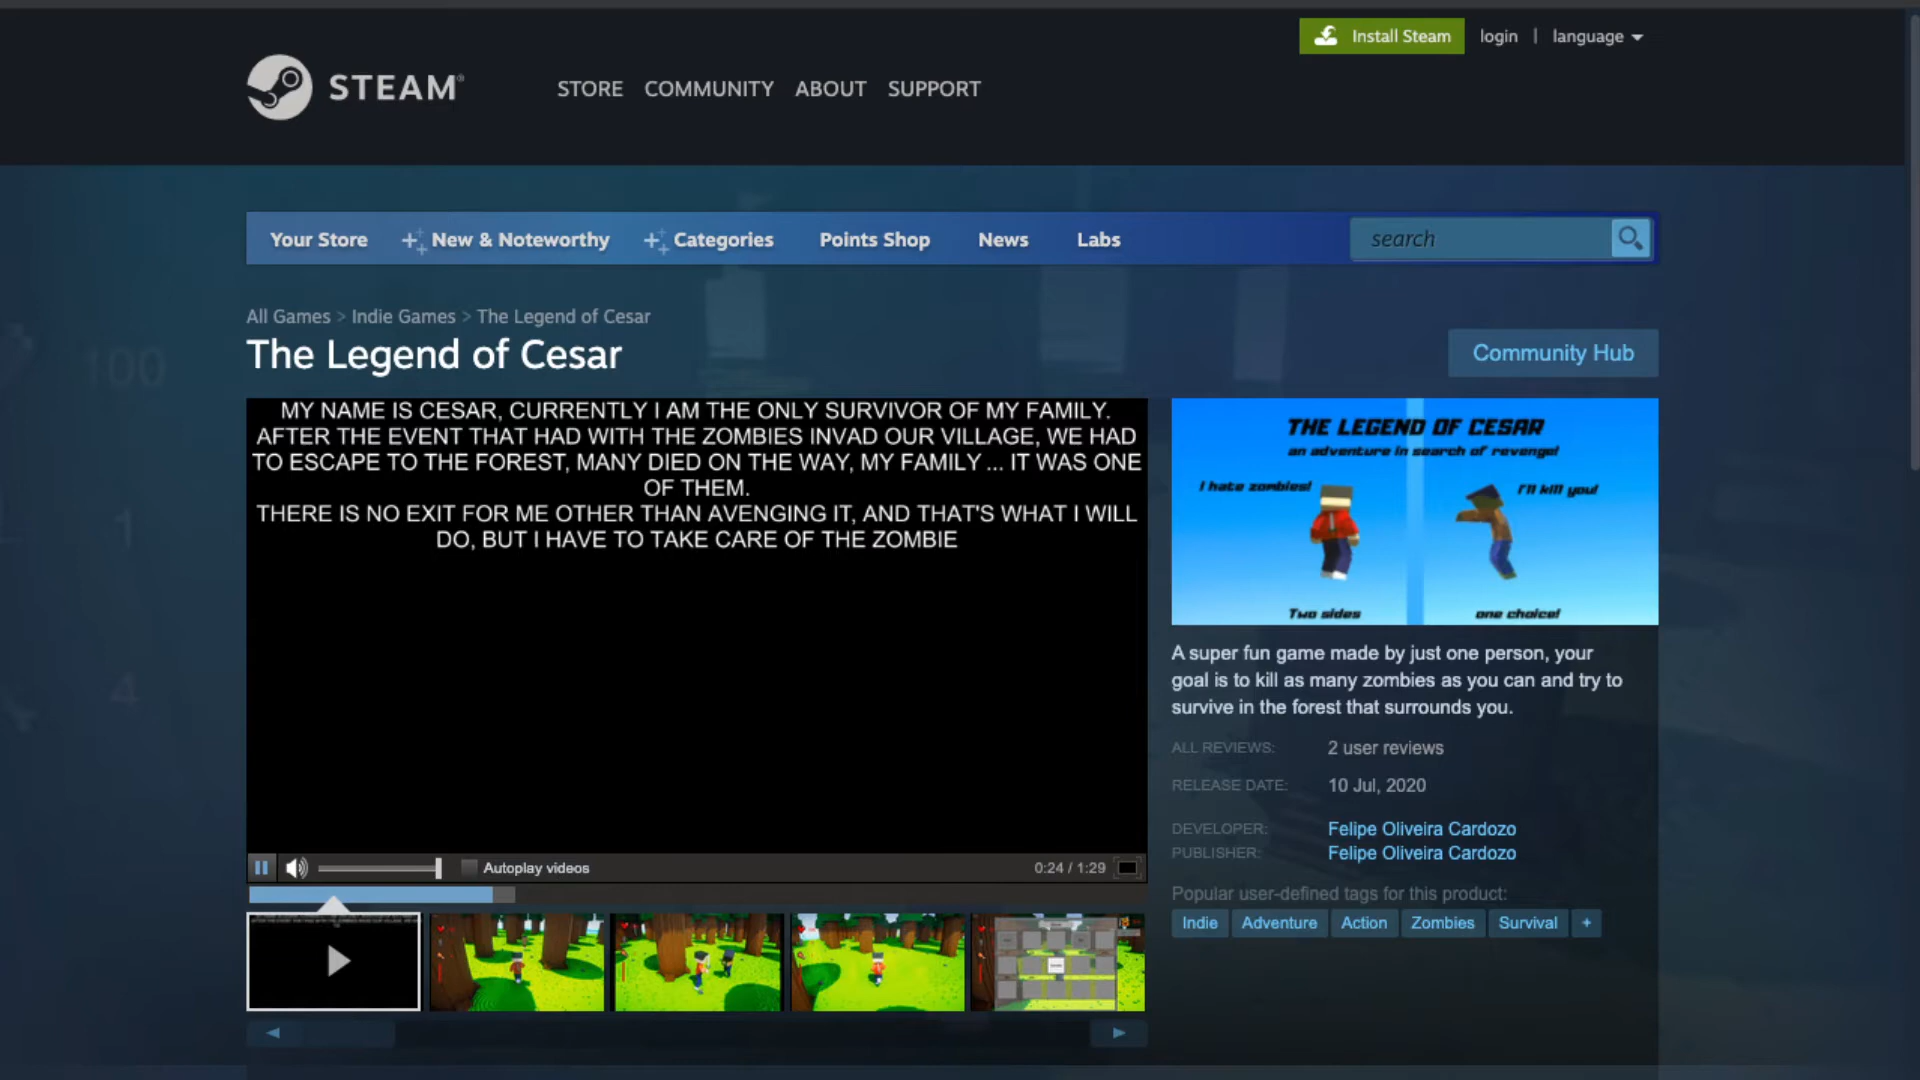 Install Steam
login
language
STEAM
STORE
COMMUNITY
ABOUT
SUPPORT
Your Store
New & Noteworthy
Categories
Points Shop
News
Labs
search
All Games > Indie Games > The Legend of Cesar
The Legend of Cesar
Community Hub
MY NAME IS CESAR, CURRENTLY I AM THE ONLY SURVIVOR OF MY FAMILY.
AFTER THE EVENT THAT HAD WITH THE ZOMBIES INVAD OUR VILLAGE, WE HAD
TO ESCAPE TO THE FOREST, MANY DIED ON THE WAY, MY FAMILY ... IT WAS ONE
OF THEM.
THERE IS NO EXIT FOR ME OTHER THAN AVENGING IT, AND THAT'S WHAT I WILL
DO, BUT I HAVE TO TAKE CARE OF THE ZOMBIE
Autoplay videos
0:24 / 1:29
THE LEGEND OF CESAR
an adventure in search of revenge!
I hate zombies!
I'll kill you!
Two sides
one choice!
A super fun game made by just one person, your
goal is to kill as many zombies as you can and try to
survive in the forest that surrounds you.
ALL REVIEWS: 2 user reviews
RELEASE DATE: 10 Jul, 2020
DEVELOPER: Felipe Oliveira Cardozo
PUBLISHER: Felipe Oliveira Cardozo
Popular user-defined tags for this product:
Indie
Adventure
Action
Zombies
Survival
+
100
1
4